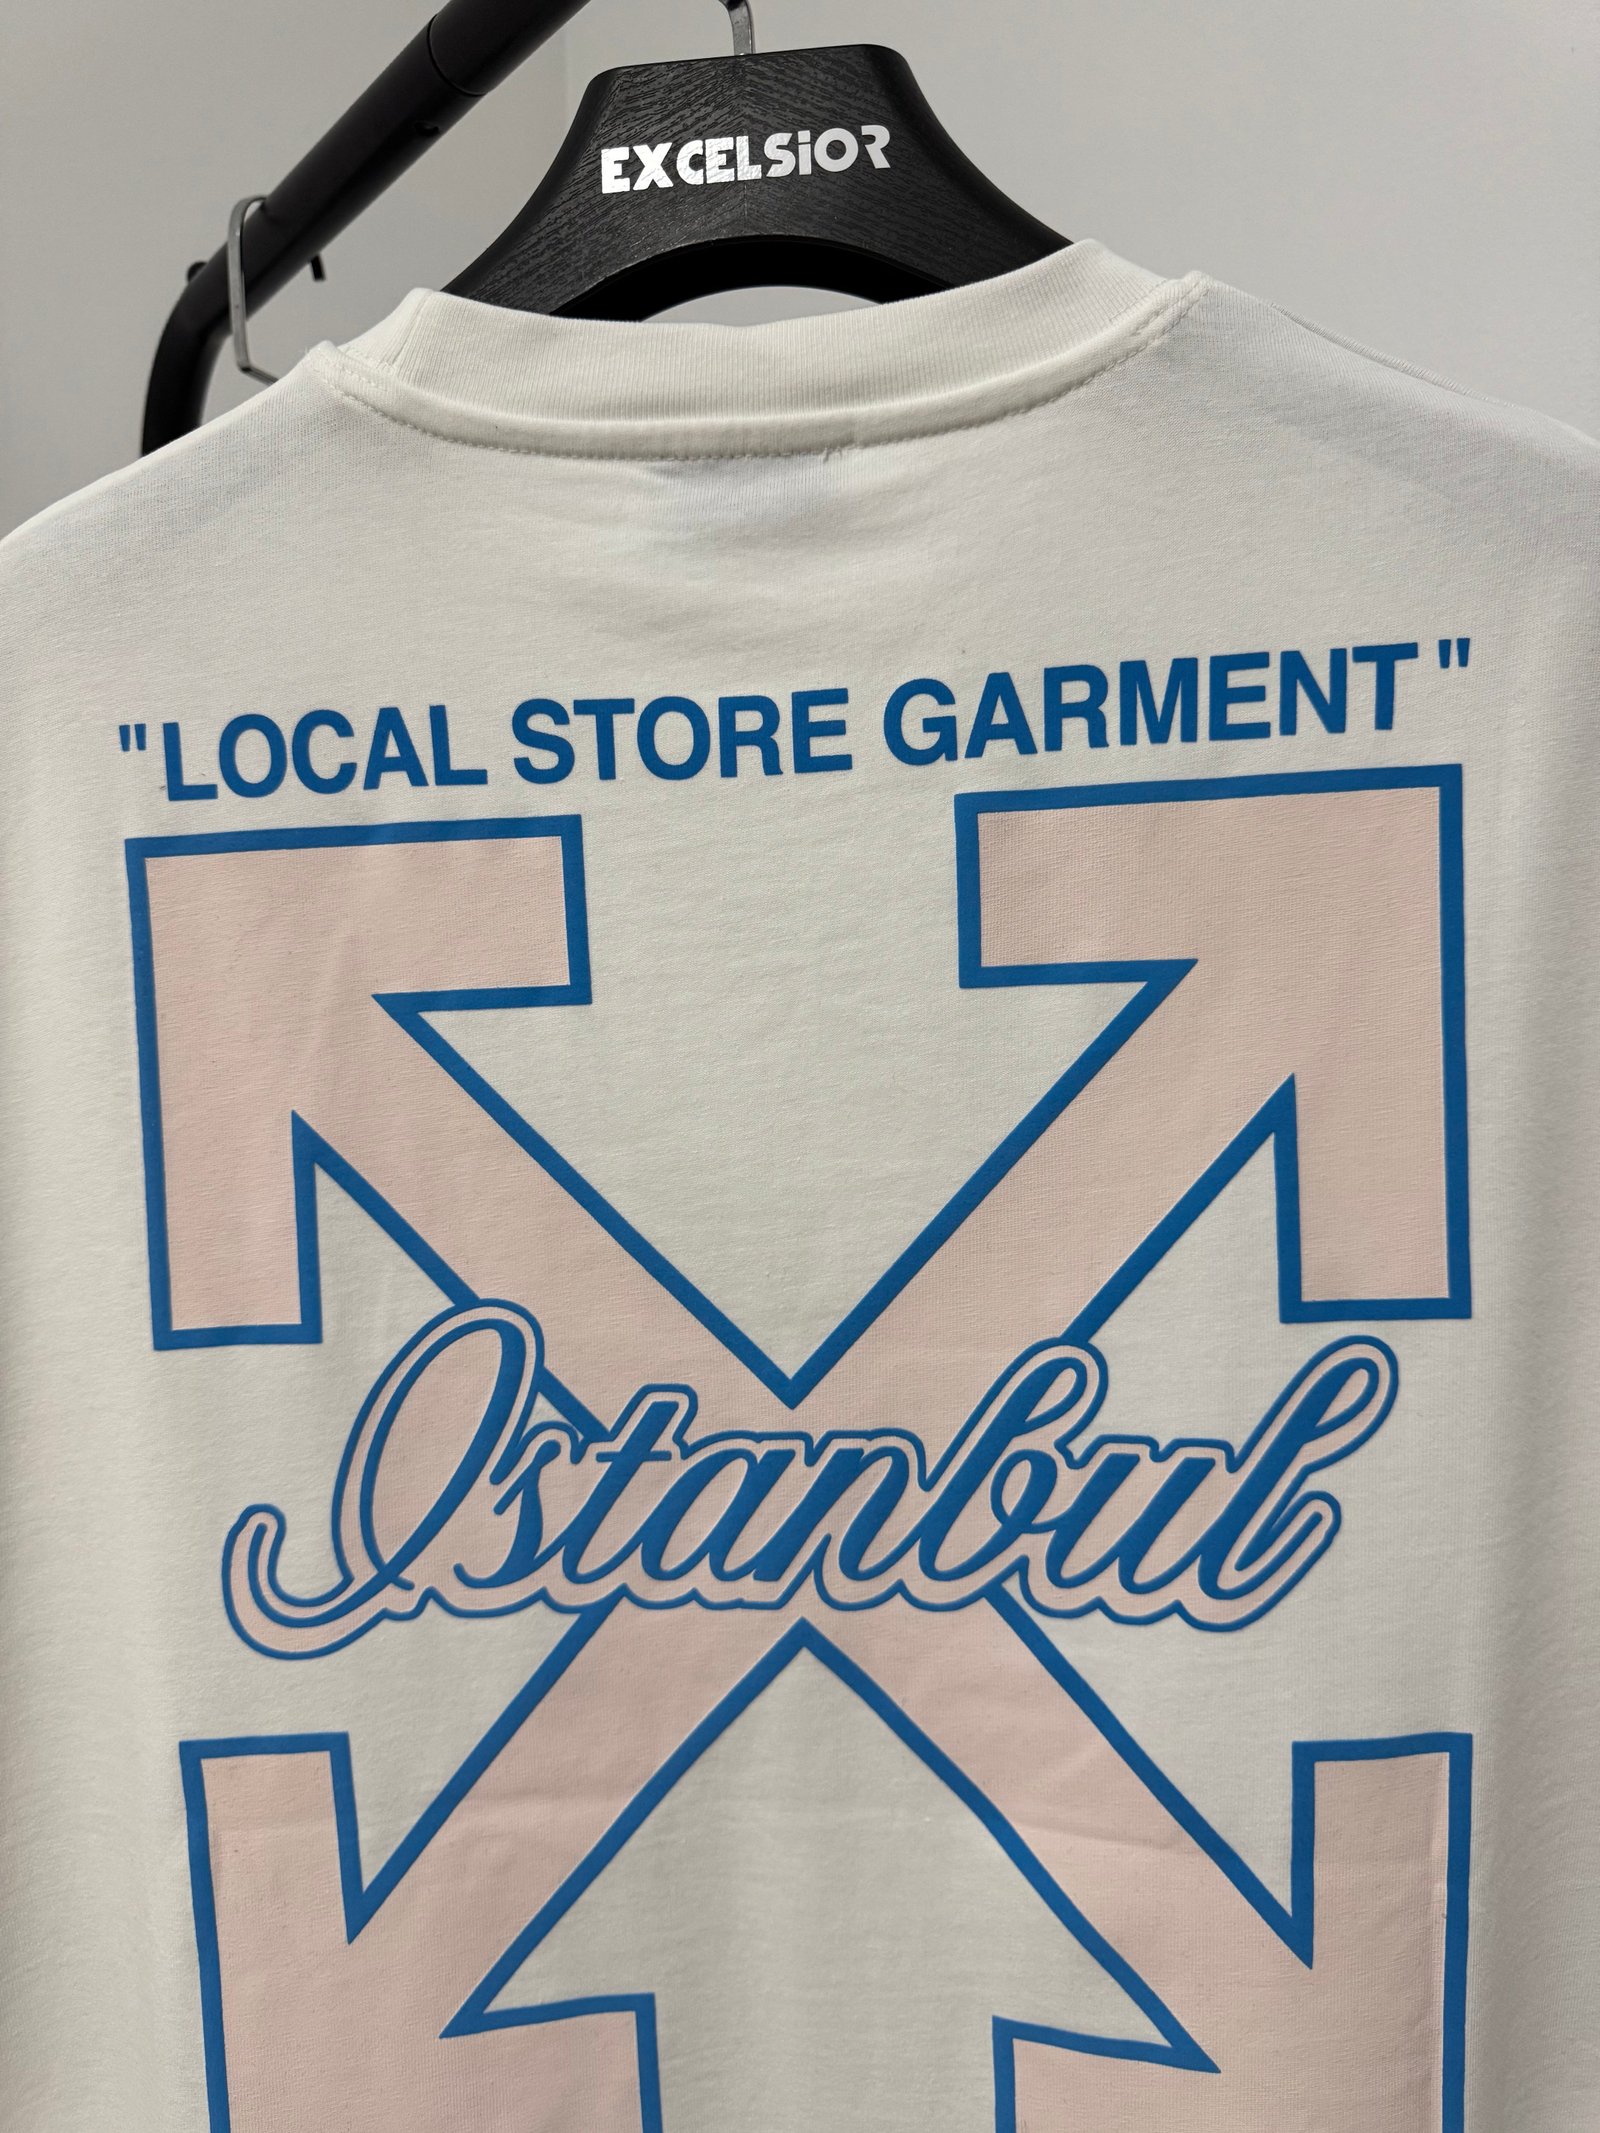 EXCELSiOR
"LOCAL STORE GARMENT"
Istanbul